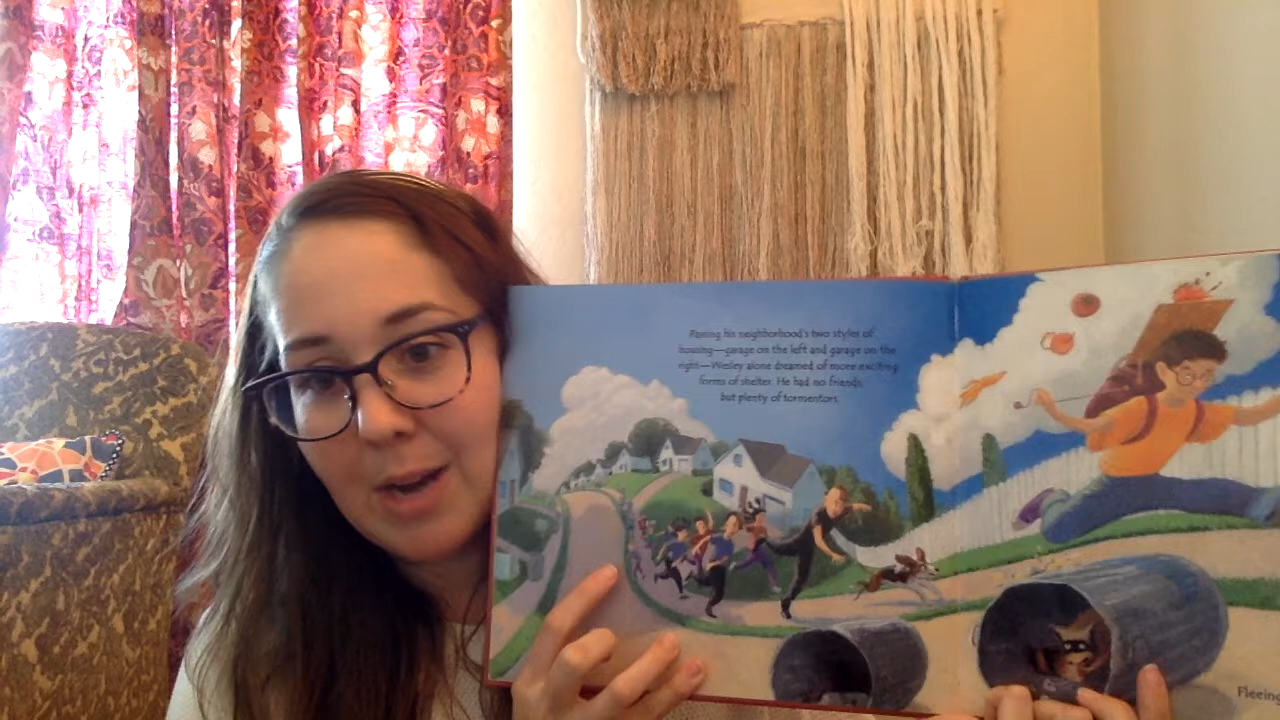 Passing his neighborhood's two styles of
housing—garage on the left and garage on the
right—Wesley alone dreamed of more exciting
forms of shelter. He had no friends,
but plenty of tormentors.
Fleeing